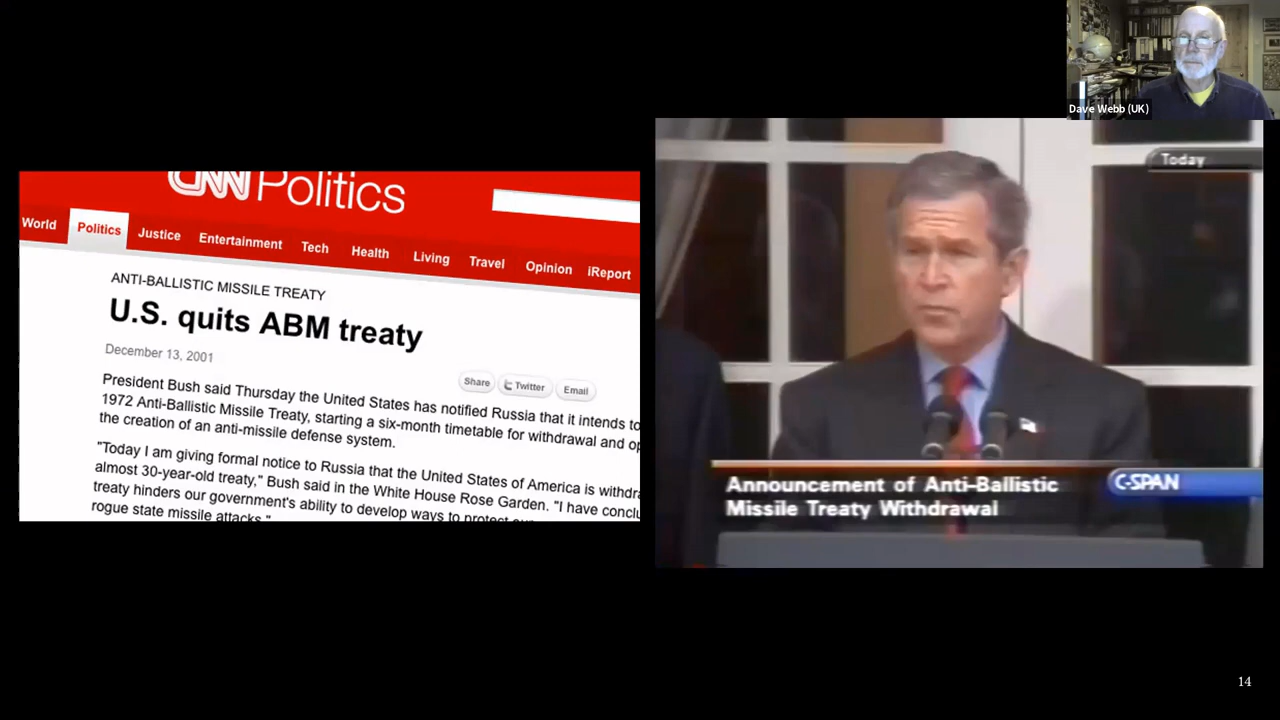 Dave Webb (UK)
CNN Politics
World Politics Justice Entertainment Tech Health Living Travel Opinion iReport
ANTI-BALLISTIC MISSILE TREATY
U.S. quits ABM treaty
December 13, 2001
Share Twitter Email
President Bush said Thursday the United States has notified Russia that it intends to
1972 Anti-Ballistic Missile Treaty, starting a six-month timetable for withdrawal and
the creation of an anti-missile defense system.
"Today I am giving formal notice to Russia that the United States of America is
almost 30-year-old treaty," Bush said in the White House Rose Garden. "I have
treaty hinders our government's ability to develop ways to protect
rogue state missile attacks."
Today
Announcement of Anti-Ballistic
Missile Treaty Withdrawal
C-SPAN
14